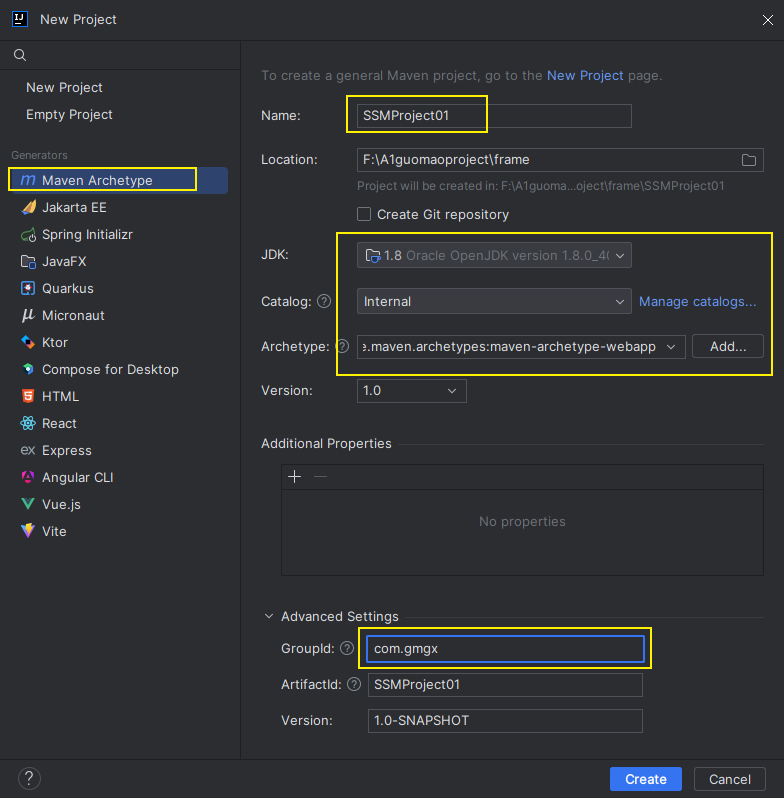 New Project
To create a general Maven project, go to the New Project page.
New Project
Empty Project
Generators
Maven Archetype
Jakarta EE
Spring Initializr
JavaFX
Quarkus
Micronaut
Ktor
Compose for Desktop
HTML
React
ex Express
Angular CLI
Vue.js
Vite
Name: SSMProject01
Location: F:\A1guomaoproject\frame
Project will be created in: F:\A1guoma...oject\frame\SSMProject01
Create Git repository
JDK: 1.8 Oracle OpenJDK version 1.8.0_40
Catalog: ? Internal Manage catalogs...
Archetype: ? e.maven.archetypes:maven-archetype-webapp Add...
Version: 1.0
Additional Properties
No properties
Advanced Settings
GroupId: ? com.gmgx
ArtifactId: ? SSMProject01
Version: 1.0-SNAPSHOT
? Create Cancel